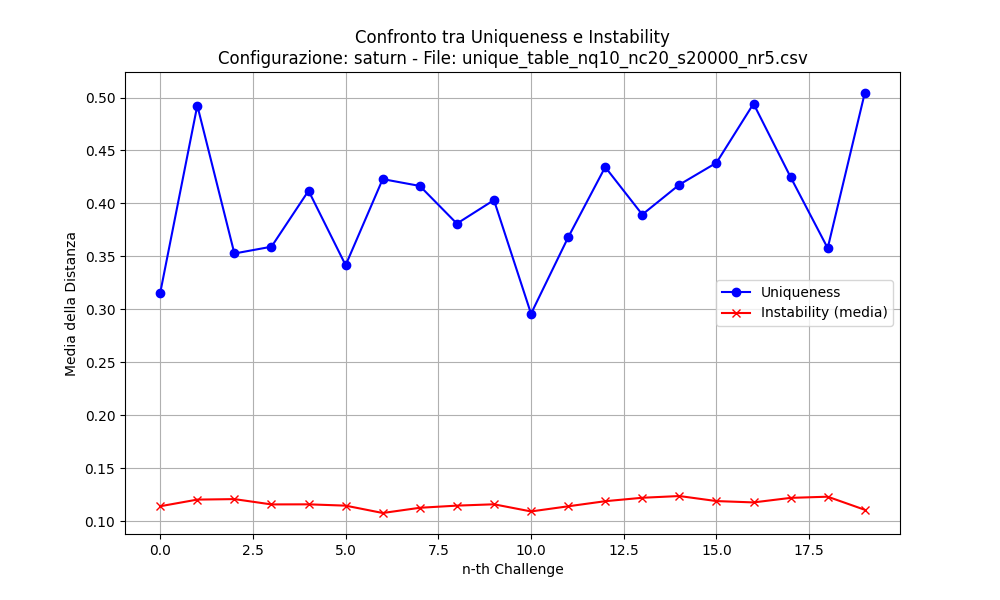 Confronto tra Uniqueness e Instability
Configurazione: saturn - File: unique_table_nq10_nc20_s20000_nr5.csv
Media della Distanza
0.50
0.45
0.40
0.35
0.30
0.25
0.20
0.15
0.10
Uniqueness
Instability (media)
0.0 2.5 5.0 7.5 10.0 12.5 15.0 17.5
n-th Challenge